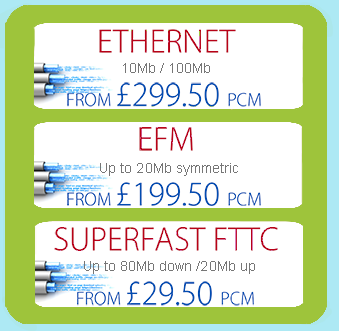 ETHERNET
10Mb / 100Mb
FROM £299.50 PCM
EFM
Up to 20Mb symmetric
FROM £199.50 PCM
SUPERFAST FTTC
Up to 80Mb down /20Mb up
FROM £29.50 PCM